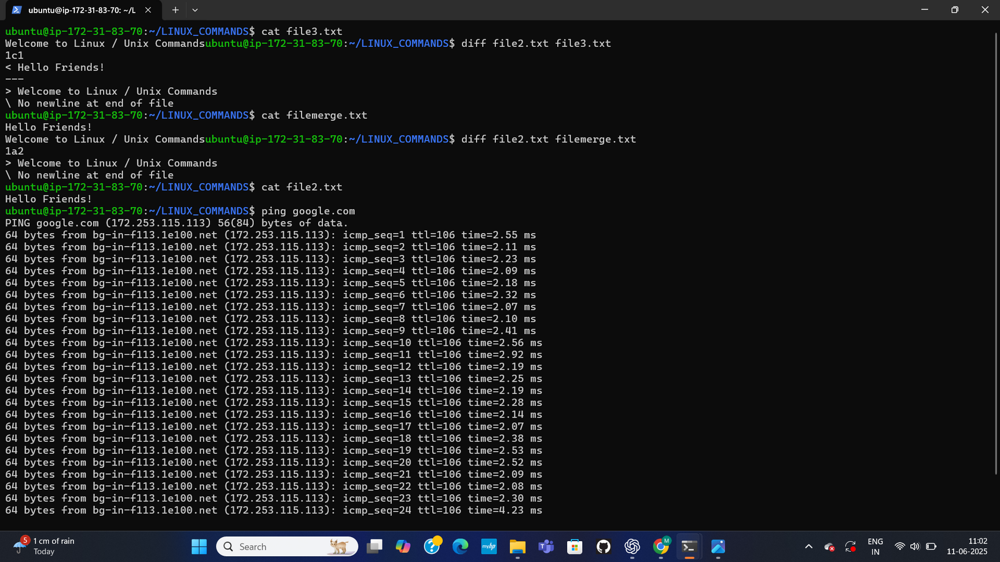 ubuntu@ip-172-31-83-70: ~/L
ubuntu@ip-172-31-83-70:~/LINUX_COMMANDS$ cat file3.txt
Welcome to Linux / Unix Commandsubuntu@ip-172-31-83-70:~/LINUX_COMMANDS$ diff file2.txt file3.txt
1c1
< Hello Friends!
---
> Welcome to Linux / Unix Commands
\ No newline at end of file
ubuntu@ip-172-31-83-70:~/LINUX_COMMANDS$ cat filemerge.txt
Hello Friends!
Welcome to Linux / Unix Commandsubuntu@ip-172-31-83-70:~/LINUX_COMMANDS$ diff file2.txt filemerge.txt
1a2
> Welcome to Linux / Unix Commands
\ No newline at end of file
ubuntu@ip-172-31-83-70:~/LINUX_COMMANDS$ cat file2.txt
Hello Friends!
ubuntu@ip-172-31-83-70:~/LINUX_COMMANDS$ ping google.com
PING google.com (172.253.115.113) 56(84) bytes of data.
64 bytes from bg-in-f113.1e100.net (172.253.115.113): icmp_seq=1 ttl=106 time=2.55 ms
64 bytes from bg-in-f113.1e100.net (172.253.115.113): icmp_seq=2 ttl=106 time=2.11 ms
64 bytes from bg-in-f113.1e100.net (172.253.115.113): icmp_seq=3 ttl=106 time=2.23 ms
64 bytes from bg-in-f113.1e100.net (172.253.115.113): icmp_seq=4 ttl=106 time=2.09 ms
64 bytes from bg-in-f113.1e100.net (172.253.115.113): icmp_seq=5 ttl=106 time=2.18 ms
64 bytes from bg-in-f113.1e100.net (172.253.115.113): icmp_seq=6 ttl=106 time=2.32 ms
64 bytes from bg-in-f113.1e100.net (172.253.115.113): icmp_seq=7 ttl=106 time=2.07 ms
64 bytes from bg-in-f113.1e100.net (172.253.115.113): icmp_seq=8 ttl=106 time=2.10 ms
64 bytes from bg-in-f113.1e100.net (172.253.115.113): icmp_seq=9 ttl=106 time=2.41 ms
64 bytes from bg-in-f113.1e100.net (172.253.115.113): icmp_seq=10 ttl=106 time=2.56 ms
64 bytes from bg-in-f113.1e100.net (172.253.115.113): icmp_seq=11 ttl=106 time=2.92 ms
64 bytes from bg-in-f113.1e100.net (172.253.115.113): icmp_seq=12 ttl=106 time=2.19 ms
64 bytes from bg-in-f113.1e100.net (172.253.115.113): icmp_seq=13 ttl=106 time=2.25 ms
64 bytes from bg-in-f113.1e100.net (172.253.115.113): icmp_seq=14 ttl=106 time=2.19 ms
64 bytes from bg-in-f113.1e100.net (172.253.115.113): icmp_seq=15 ttl=106 time=2.28 ms
64 bytes from bg-in-f113.1e100.net (172.253.115.113): icmp_seq=16 ttl=106 time=2.14 ms
64 bytes from bg-in-f113.1e100.net (172.253.115.113): icmp_seq=17 ttl=106 time=2.07 ms
64 bytes from bg-in-f113.1e100.net (172.253.115.113): icmp_seq=18 ttl=106 time=2.38 ms
64 bytes from bg-in-f113.1e100.net (172.253.115.113): icmp_seq=19 ttl=106 time=2.53 ms
64 bytes from bg-in-f113.1e100.net (172.253.115.113): icmp_seq=20 ttl=106 time=2.52 ms
64 bytes from bg-in-f113.1e100.net (172.253.115.113): icmp_seq=21 ttl=106 time=2.09 ms
64 bytes from bg-in-f113.1e100.net (172.253.115.113): icmp_seq=22 ttl=106 time=2.08 ms
64 bytes from bg-in-f113.1e100.net (172.253.115.113): icmp_seq=23 ttl=106 time=2.30 ms
64 bytes from bg-in-f113.1e100.net (172.253.115.113): icmp_seq=24 ttl=106 time=4.23 ms
5
1 cm of rain
Today
Search
myhp
M
ENG
IN
11:02
11-06-2025